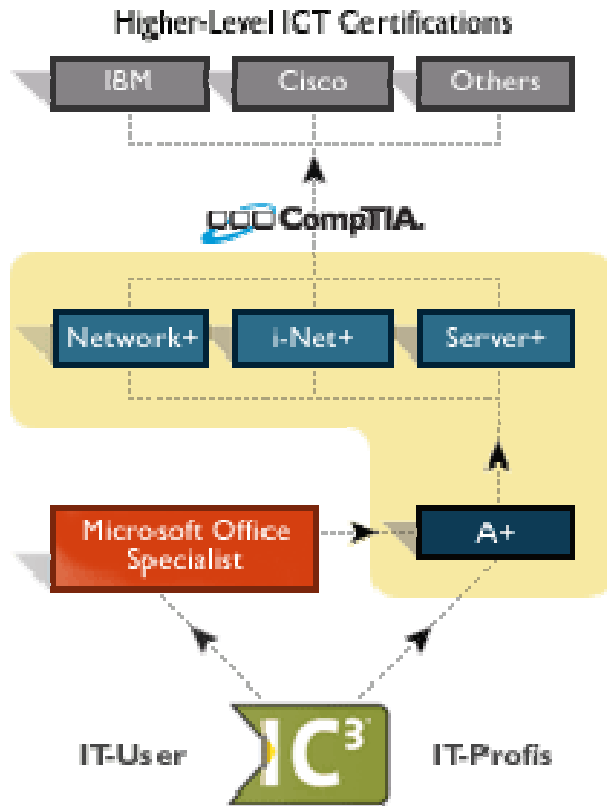 Higher-Level ICT Certifications
IBM
Cisco
Others
CompTIA.
Network+
i-Net+
Server+
Microsoft Office
Specialist
A+
IT-User
IC³
IT-Profis